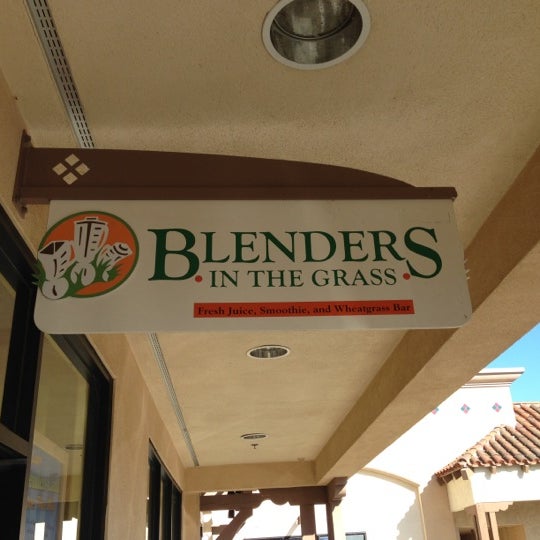 BLENDERS
• IN THE GRASS •
Fresh Juice, Smoothie, and Wheatgrass Bar